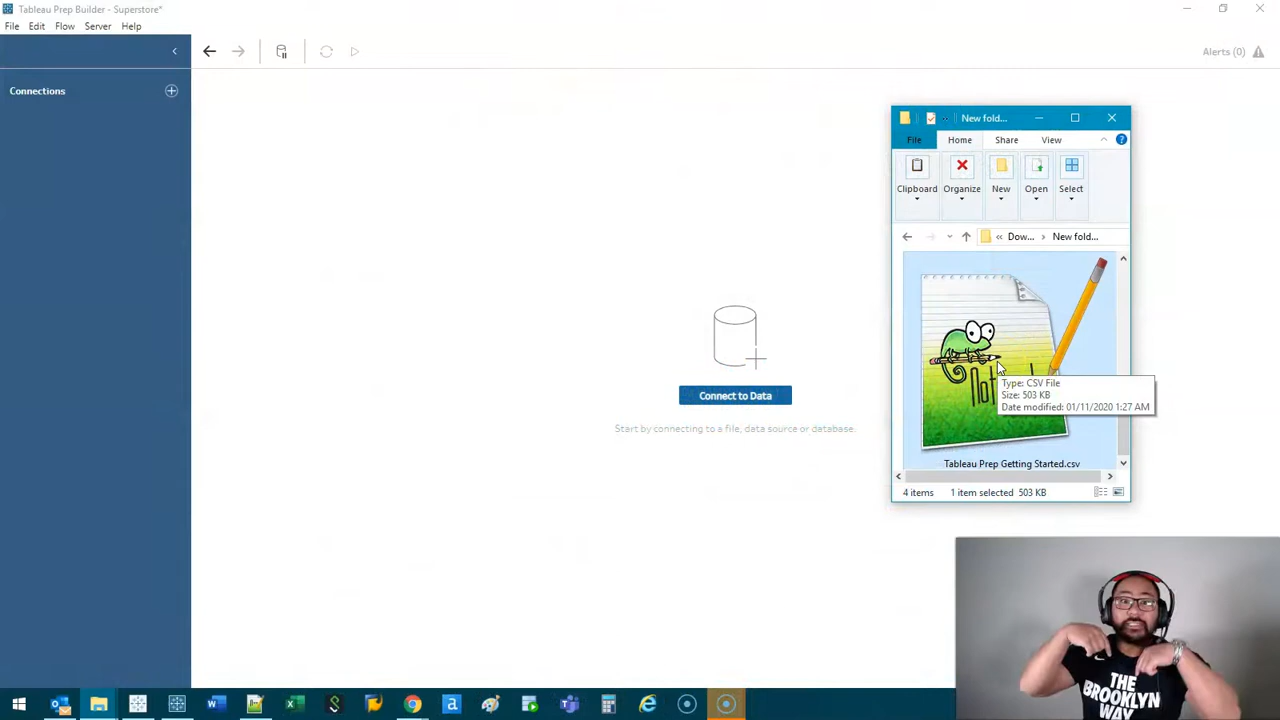 Tableau Prep Builder - Superstore*
File Edit Flow Server Help
Alerts (0)
Connections
New fold...
File Home Share View
Clipboard Organize New Open Select
« Dow... › New fold...
Type: CSV File
Size: 503 KB
Date modified: 01/11/2020 1:27 AM
Connect to Data
Start by connecting to a file, data source or database.
Tableau Prep Getting Started.csv
4 items 1 item selected 503 KB
THE
BROOKLYN
WAY